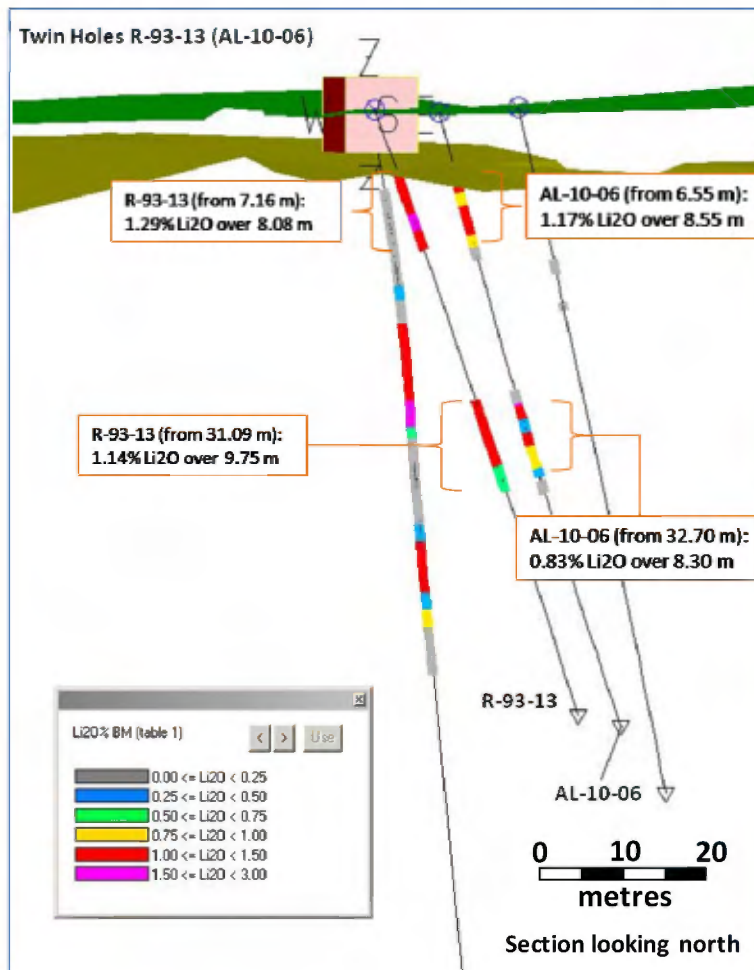 Twin Holes R-93-13 (AL-10-06)
Z
W
R-93-13 (from 7.16 m):
1.29% Li2O over 8.08 m
AL-10-06 (from 6.55 m):
1.17% Li2O over 8.55 m
R-93-13 (from 31.09 m):
1.14% Li2O over 9.75 m
AL-10-06 (from 32.70 m):
0.83% Li2O over 8.30 m
R-93-13
AL-10-06
Li2O% BM (table 1)
< > Use
0.00 <= Li2O < 0.25
0.25 <= Li2O < 0.50
0.50 <= Li2O < 0.75
0.75 <= Li2O < 1.00
1.00 <= Li2O < 1.50
1.50 <= Li2O < 3.00
0 10 20
metres
Section looking north